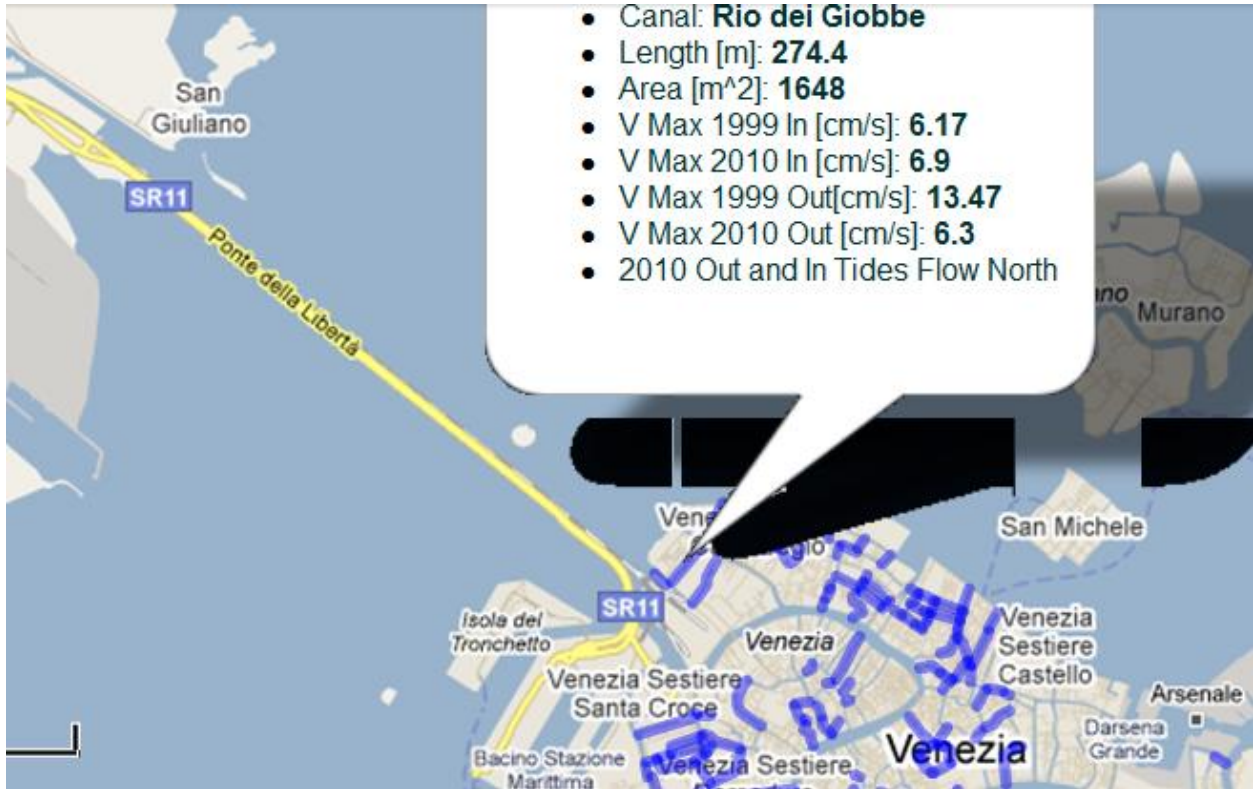 • Canal: Rio dei Giobbe
• Length [m]: 274.4
• Area [m^2]: 1648
• V Max 1999 In [cm/s]: 6.17
• V Max 2010 In [cm/s]: 6.9
• V Max 1999 Out[cm/s]: 13.47
• V Max 2010 Out [cm/s]: 6.3
• 2010 Out and In Tides Flow North
San
Giuliano
SR11
Ponte della Libertà
Murano
San Michele
SR11
Isola del
Tronchetto
Venezia
Venezia
Sestiere
Castello
Venezia Sestiere
Santa Croce
Arsenale
Darsena
Grande
Venezia
Bacino Stazione
Marittima
Venezia Sestiere